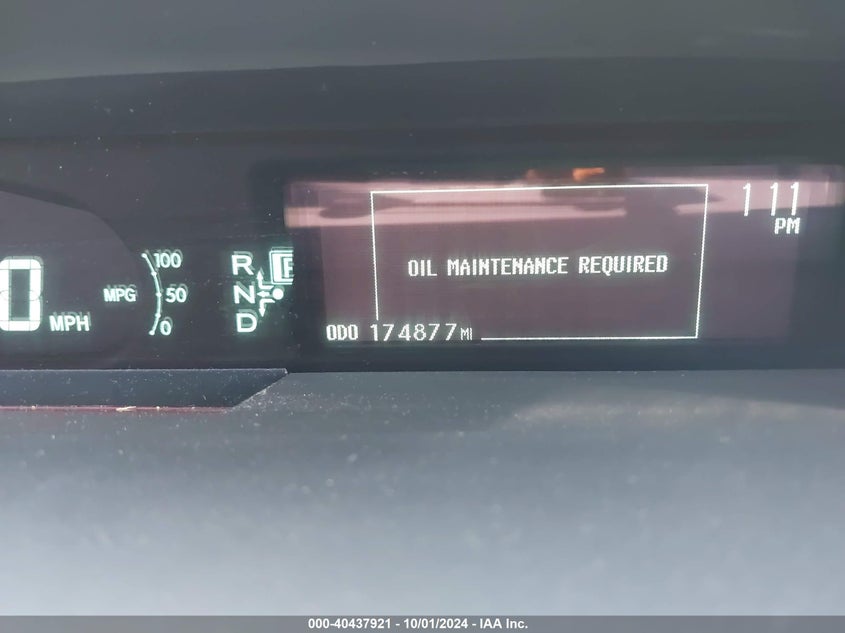 1 11
PM
OIL MAINTENANCE REQUIRED
ODO 174877 MI
0 MPH
MPG
100
50
0
R
N
D
000-40437921 - 10/01/2024 - IAA Inc.